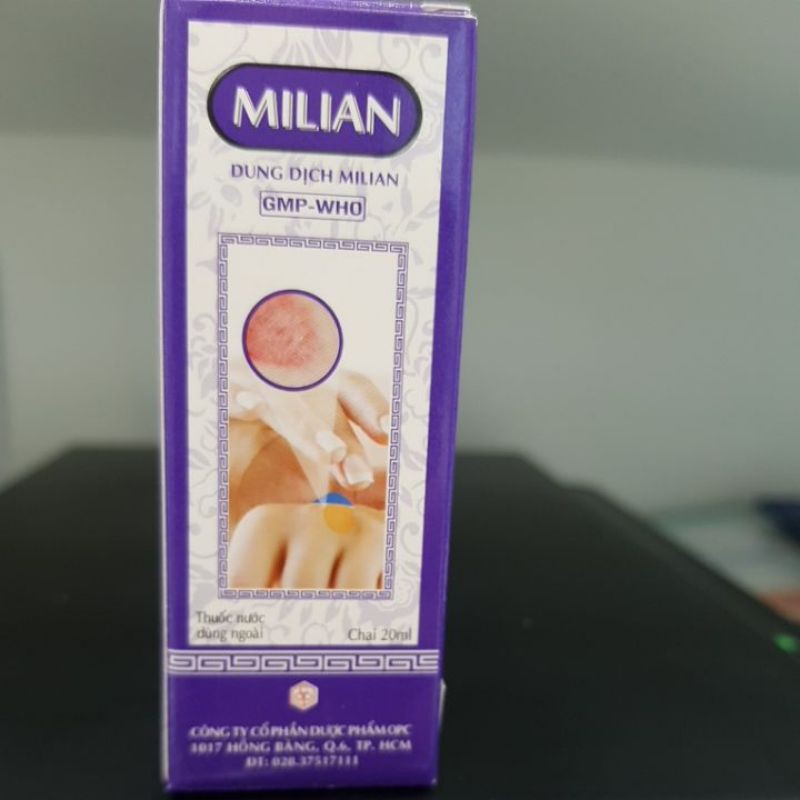 MILIAN
DUNG DỊCH MILIAN
GMP-WHO
Thuốc nước
dùng ngoài
Chai 20ml
CÔNG TY CỔ PHẦN DƯỢC PHẨM OPC
1017 HỒNG BÀNG, Q.6, TP. HCM
ĐT: 028.37517111